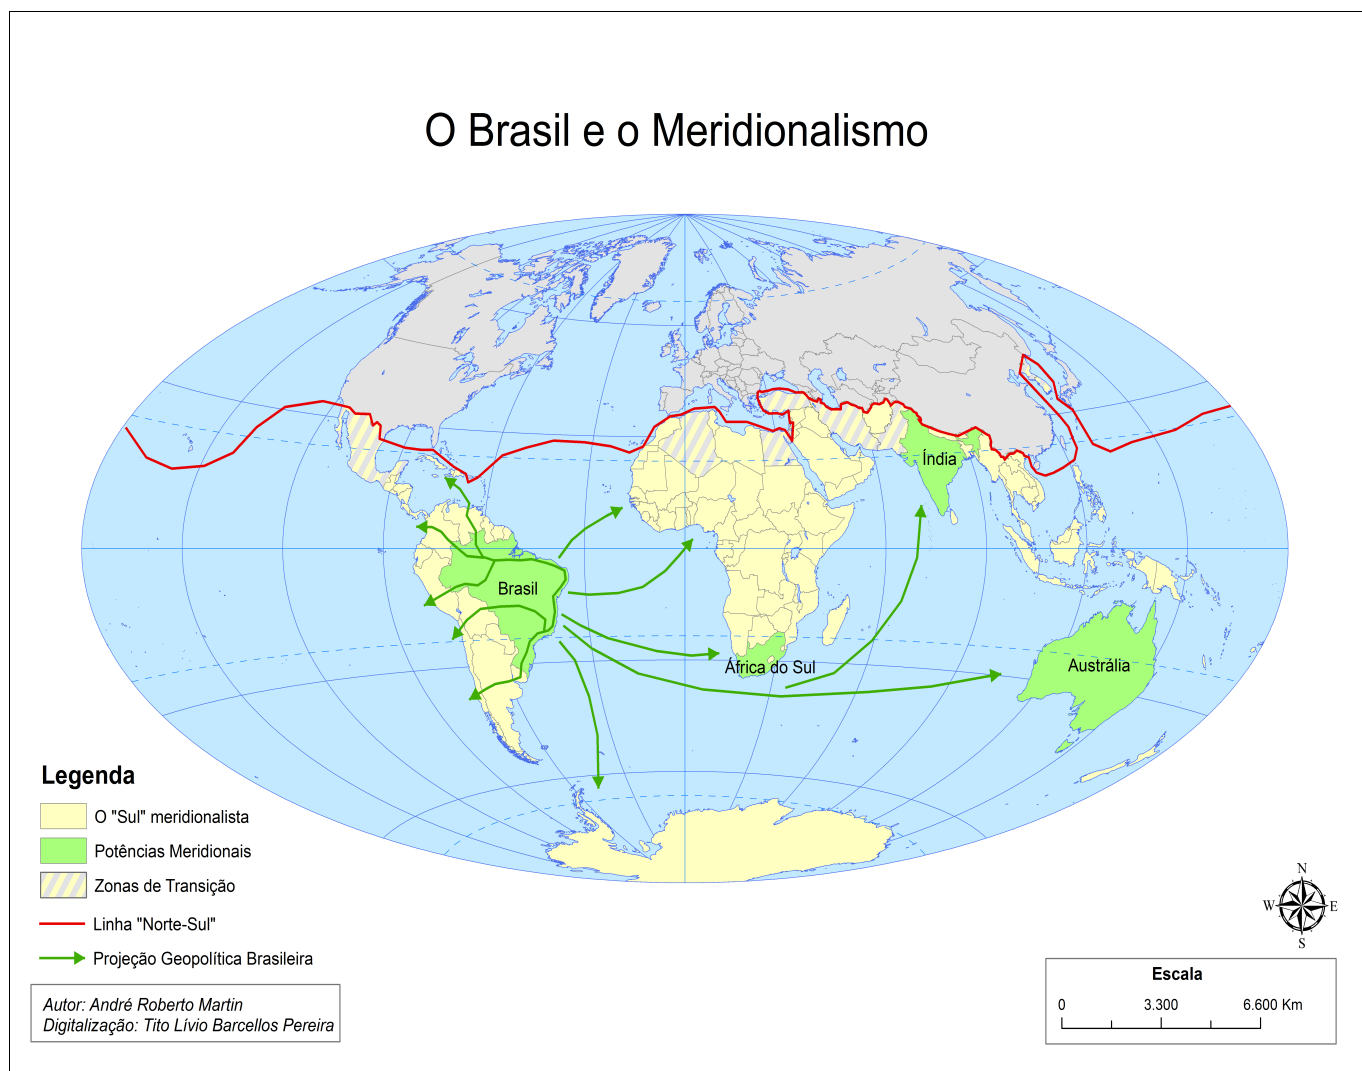 O Brasil e o Meridionalismo
Índia
Brasil
África do Sul
Austrália
Legenda
O "Sul" meridionalista
Potências Meridionais
Zonas de Transição
Linha "Norte-Sul"
Projeção Geopolítica Brasileira
Autor: André Roberto Martin
Digitalização: Tito Lívio Barcellos Pereira
N
W E
S
Escala
0 3.300 6.600 Km